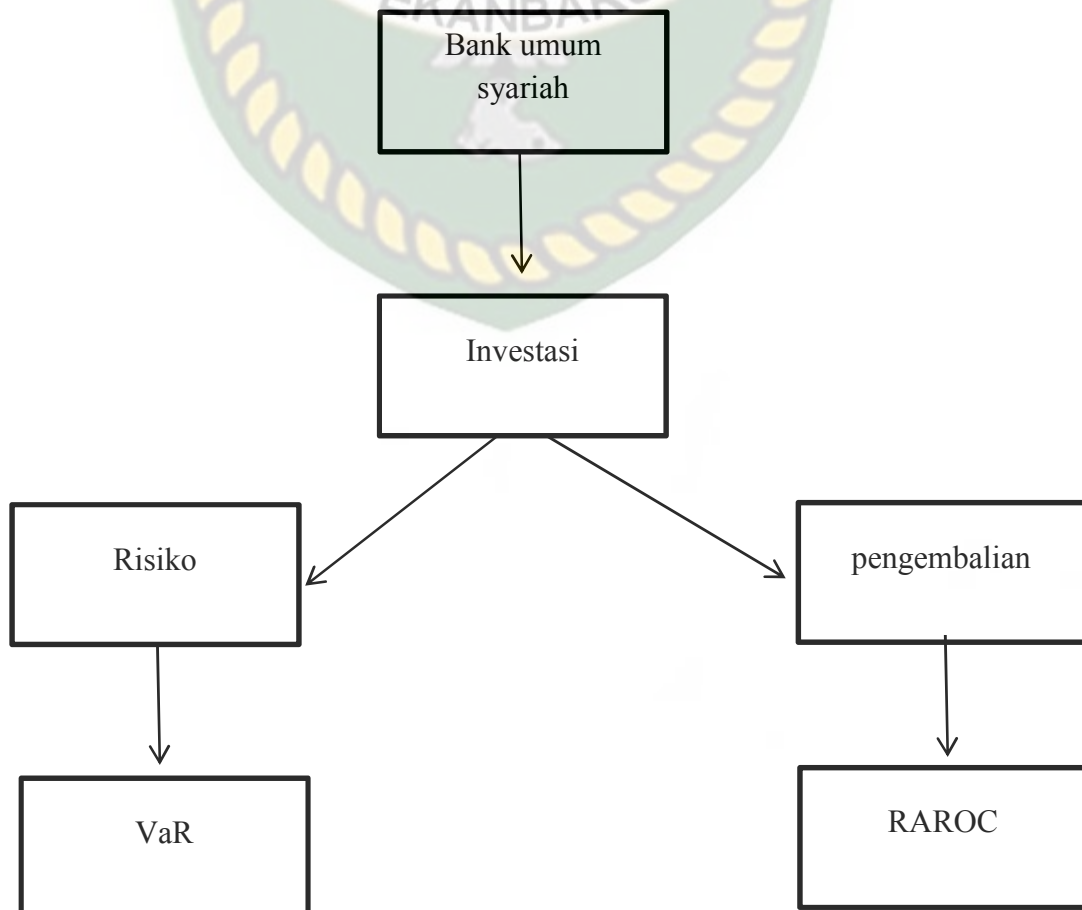 Bank umum
syariah
Investasi
Risiko
pengembalian
VaR
RAROC